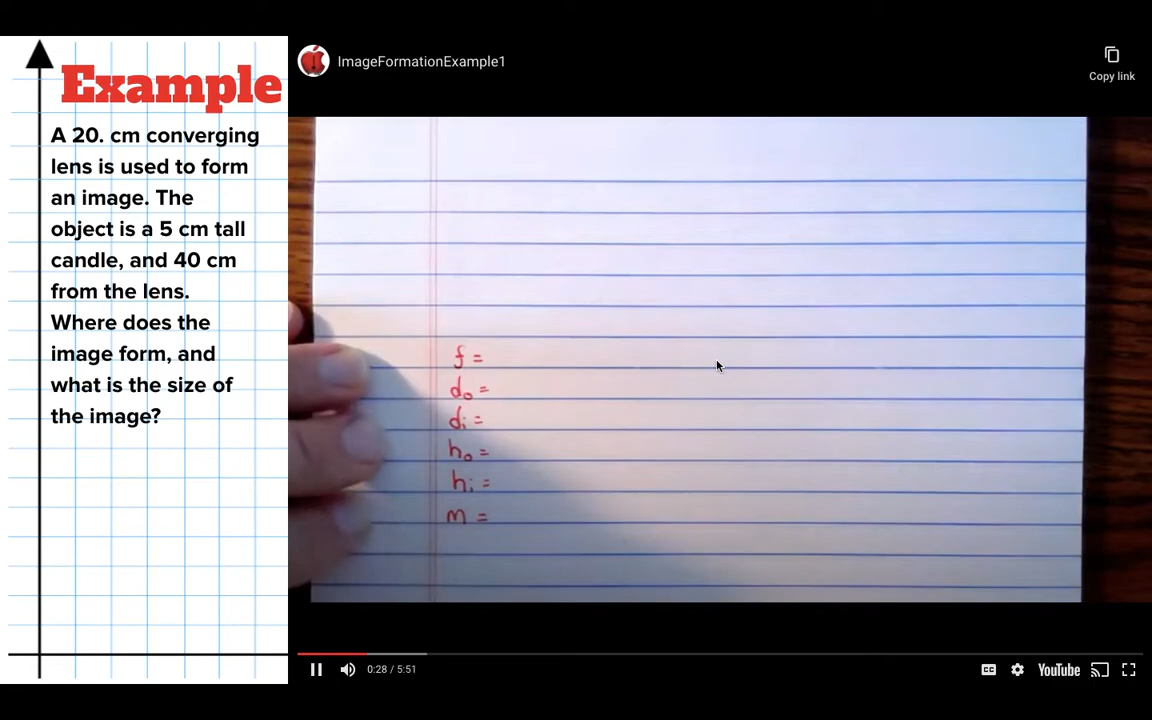 Example
A 20. cm converging
lens is used to form
an image. The
object is a 5 cm tall
candle, and 40 cm
from the lens.
Where does the
image form, and
what is the size of
the image?
ImageFormationExample1
Copy link
f =
do =
di =
ho =
hi =
m =
0:28 / 5:51
CC
YouTube